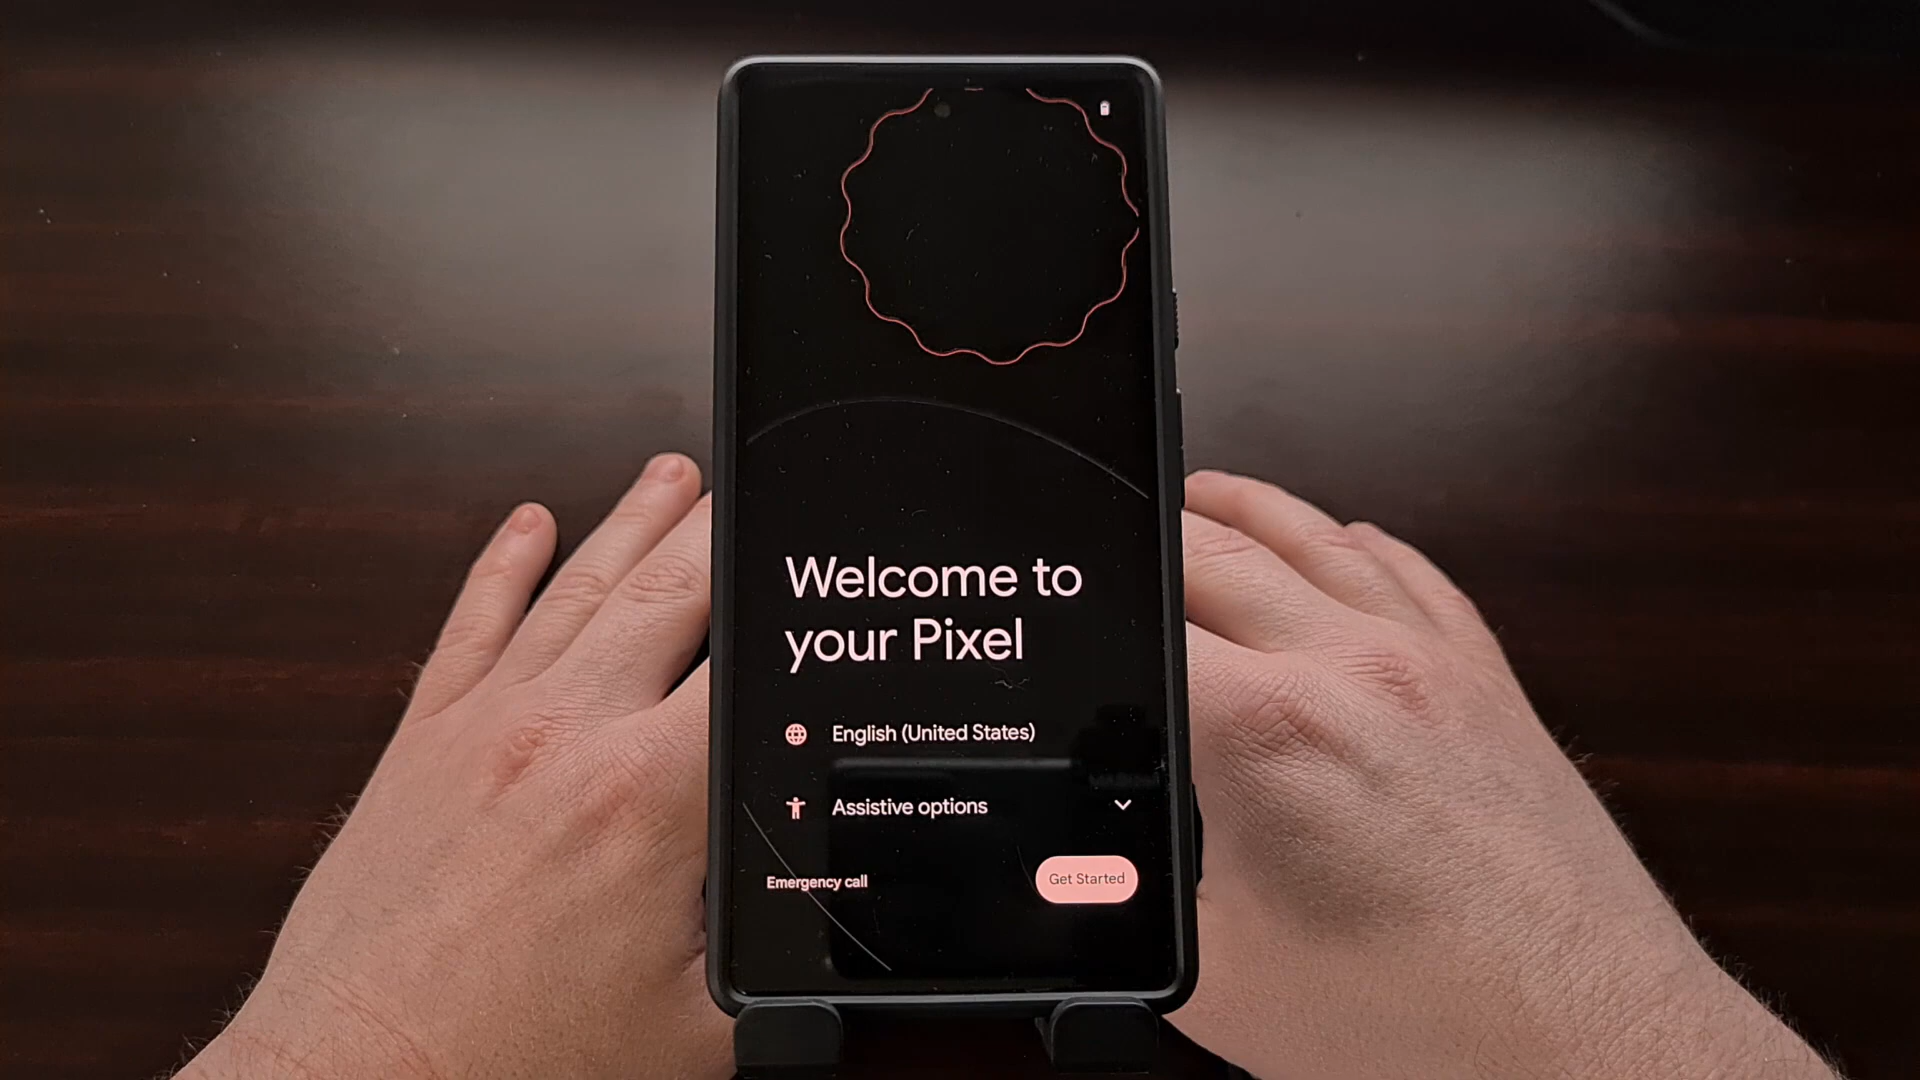 Welcome to
your Pixel
English (United States)
Assistive options
Emergency call
Get Started